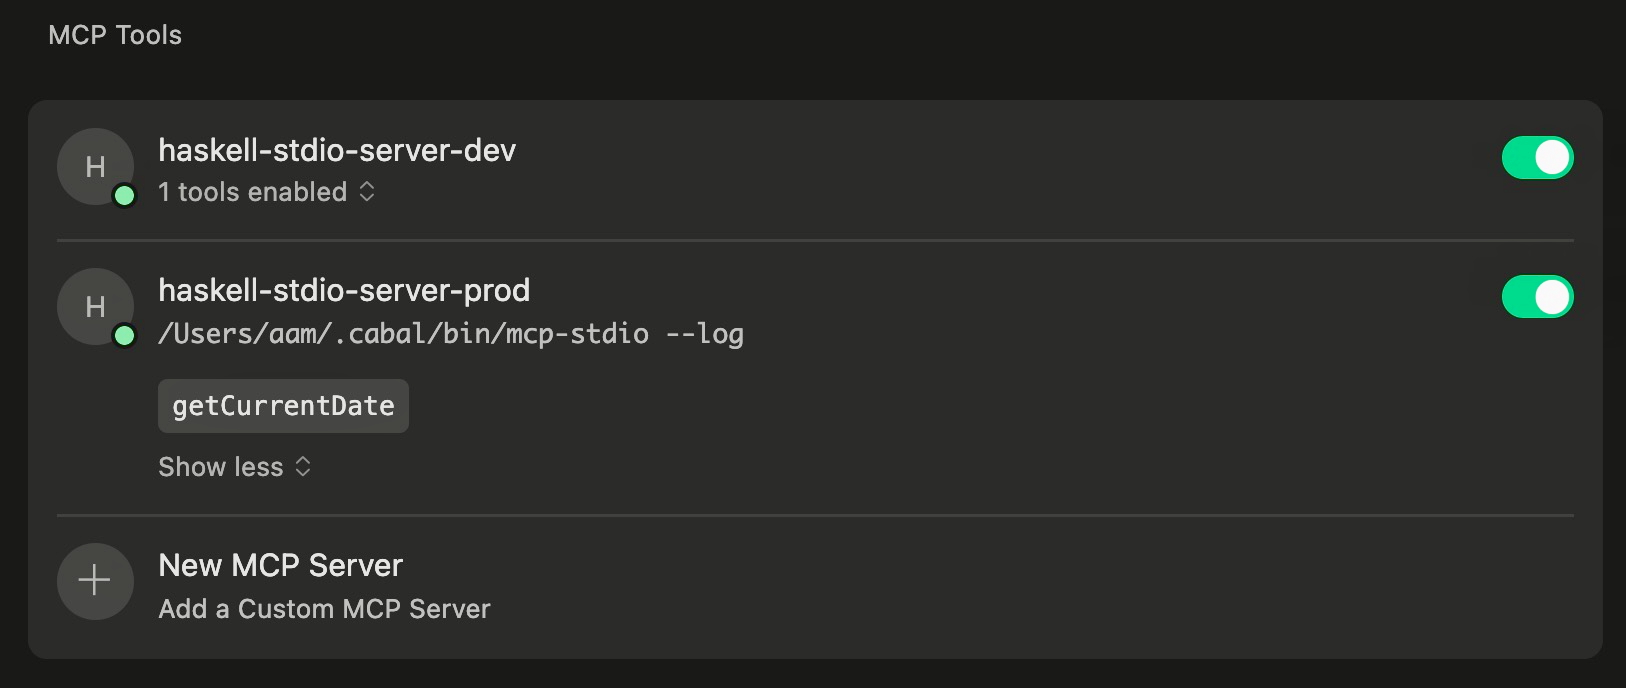 MCP Tools
H
haskell-stdio-server-dev
1 tools enabled
H
haskell-stdio-server-prod
/Users/aam/.cabal/bin/mcp-stdio --log
getCurrentDate
Show less
New MCP Server
Add a Custom MCP Server